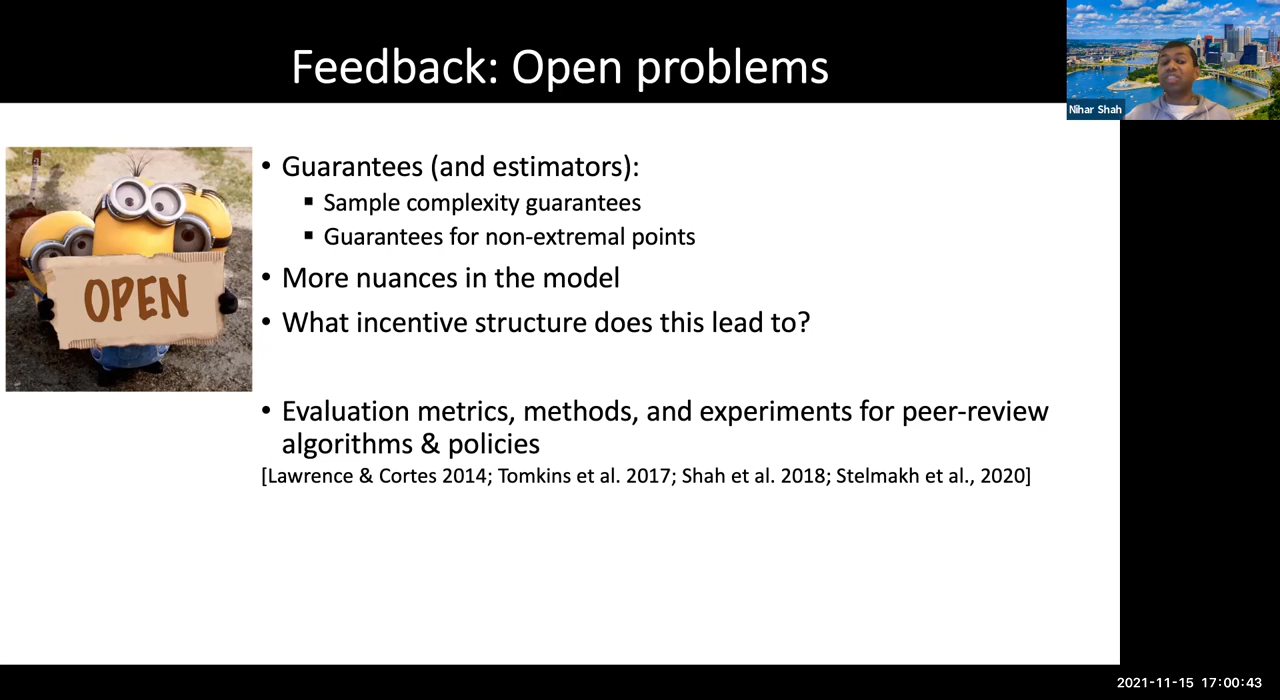 Feedback: Open problems
Nihar Shah
OPEN
• Guarantees (and estimators):
▪ Sample complexity guarantees
▪ Guarantees for non-extremal points
• More nuances in the model
• What incentive structure does this lead to?
• Evaluation metrics, methods, and experiments for peer-review
algorithms & policies
[Lawrence & Cortes 2014; Tomkins et al. 2017; Shah et al. 2018; Stelmakh et al., 2020]
2021-11-15 17:00:43